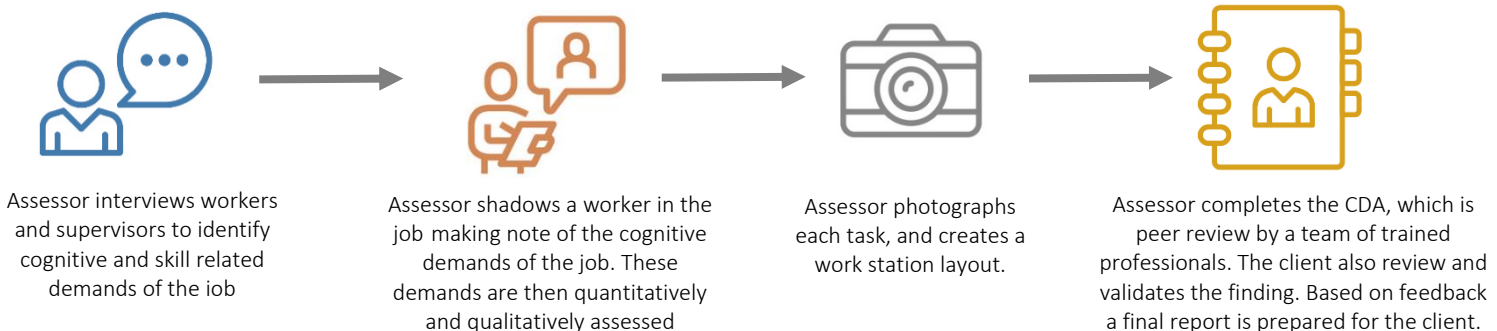 Assessor interviews workers
and supervisors to identify
cognitive and skill related
demands of the job
Assessor shadows a worker in the
job making note of the cognitive
demands of the job. These
demands are then quantitatively
and qualitatively assessed
Assessor photographs
each task, and creates a
work station layout.
Assessor completes the CDA, which is
peer review by a team of trained
professionals. The client also review and
validates the finding. Based on feedback
a final report is prepared for the client.